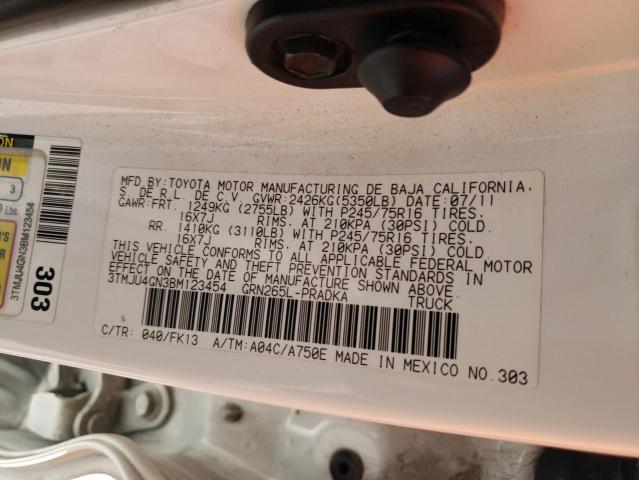 MFD BY:TOYOTA MOTOR MANUFACTURING DE BAJA CALIFORNIA,
S. DE R.L. DE C.V. GVWR:2426KG(5350LB) DATE:07/11
GAWR:FRT. 1249KG (2755LB) WITH P245/75R16 TIRES,
16X7J RIMS, AT 210KPA (30PSI) COLD.
RR. 1410KG (3110LB) WITH P245/75R16 TIRES,
16X7J RIMS, AT 210KPA (30PSI) COLD.
THIS VEHICLE CONFORMS TO ALL APPLICABLE FEDERAL MOTOR
VEHICLE SAFETY AND THEFT PREVENTION STANDARDS IN
EFFECT ON THE DATE OF MANUFACTURE SHOWN ABOVE.
3TMJU4GN3BM123454 GRN265L-PRADKA TRUCK
C/TR: 040/FK13 A/TM:A04C/A750E MADE IN MEXICO NO.303
3
Lbs.
3TMJU4GN3BM123454
303